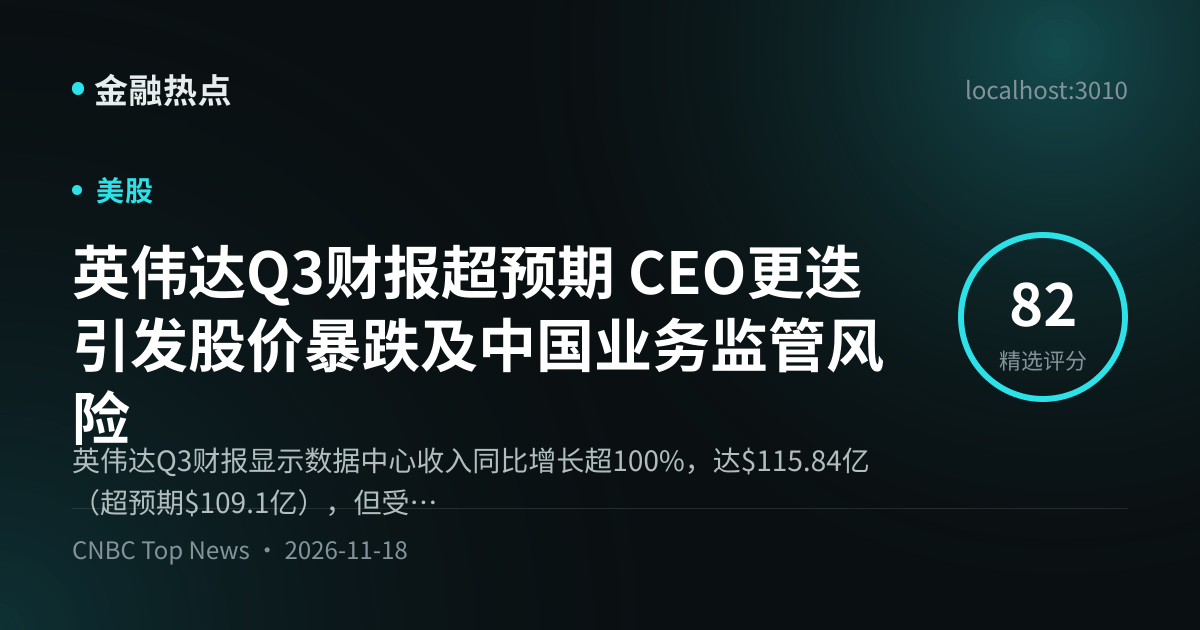 金融热点
localhost:3010
美股
英伟达Q3财报超预期 CEO更迭
引发股价暴跌及中国业务监管风
险
82
精选评分
英伟达Q3财报显示数据中心收入同比增长超100%，达$115.84亿
（超预期$109.1亿），但受…
CNBC Top News • 2026-11-18